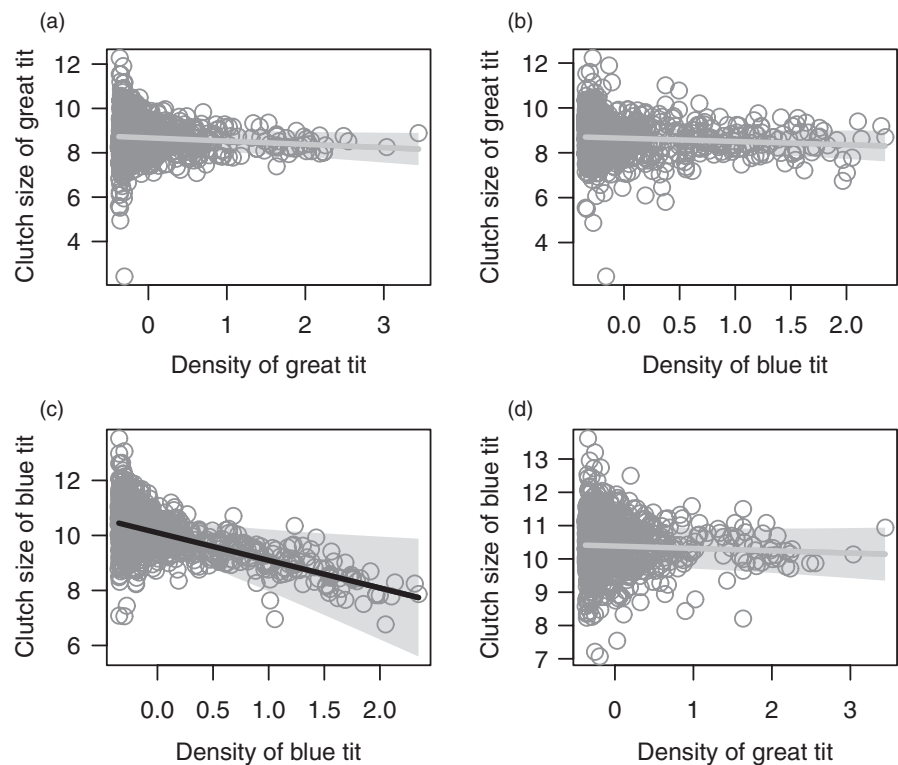 (a)
Clutch size of great tit
12
10
8
6
4
0 1 2 3
Density of great tit
(b)
Clutch size of great tit
12
10
8
6
4
0.0 0.5 1.0 1.5 2.0
Density of blue tit
(c)
Clutch size of blue tit
12
10
8
6
0.0 0.5 1.0 1.5 2.0
Density of blue tit
(d)
Clutch size of blue tit
13
12
11
10
9
8
7
0 1 2 3
Density of great tit